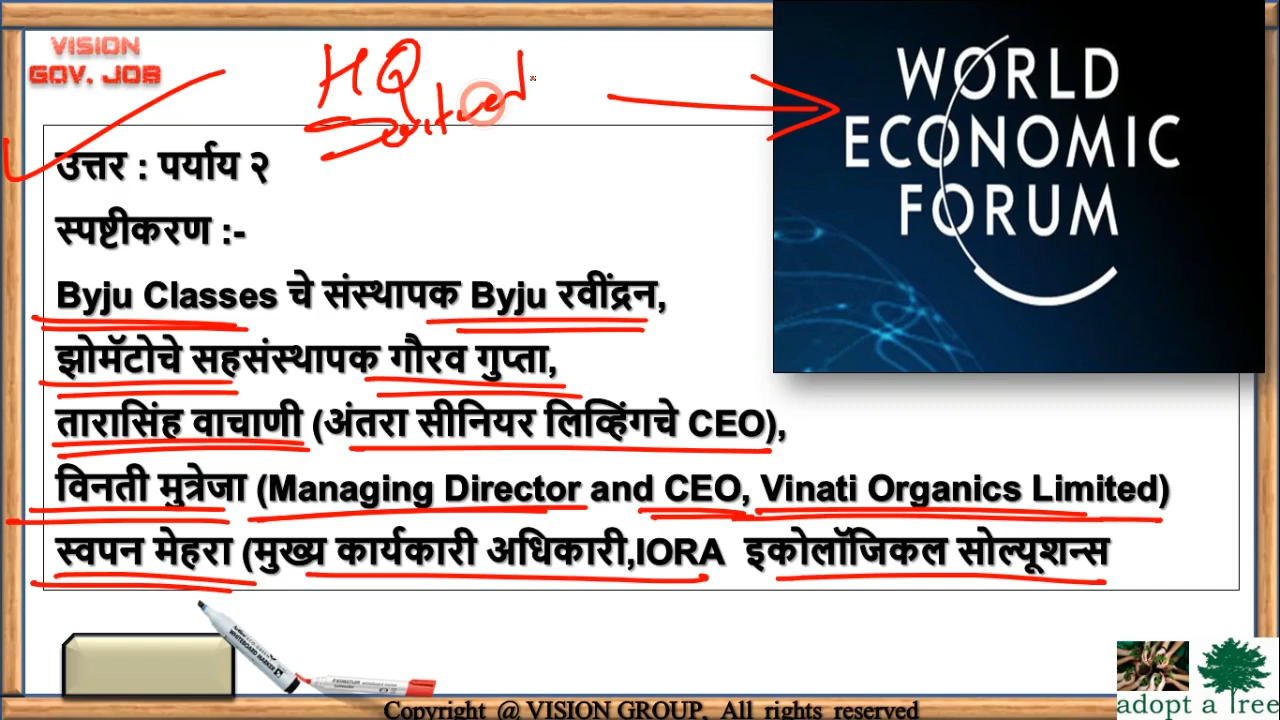 VISION
GOV. JOB
HQ
WORLD
ECONOMIC
FORUM
उत्तर : पर्याय २
स्पष्टीकरण :-
Byju Classes चे संस्थापक Byju रवींद्रन,
झोमॅटोचे सहसंस्थापक गौरव गुप्ता,
तारासिंह वाचाणी (अंतरा सीनियर लिव्हिंगचे CEO),
विनती मुत्रेजा (Managing Director and CEO, Vinati Organics Limited)
स्वपन मेहरा (मुख्य कार्यकारी अधिकारी,IORA इकोलॉजिकल सोल्यूशन्स
WHITEBOARD MARKER
adopt a Tree
Copyright @ VISION GROUP. All rights reserved